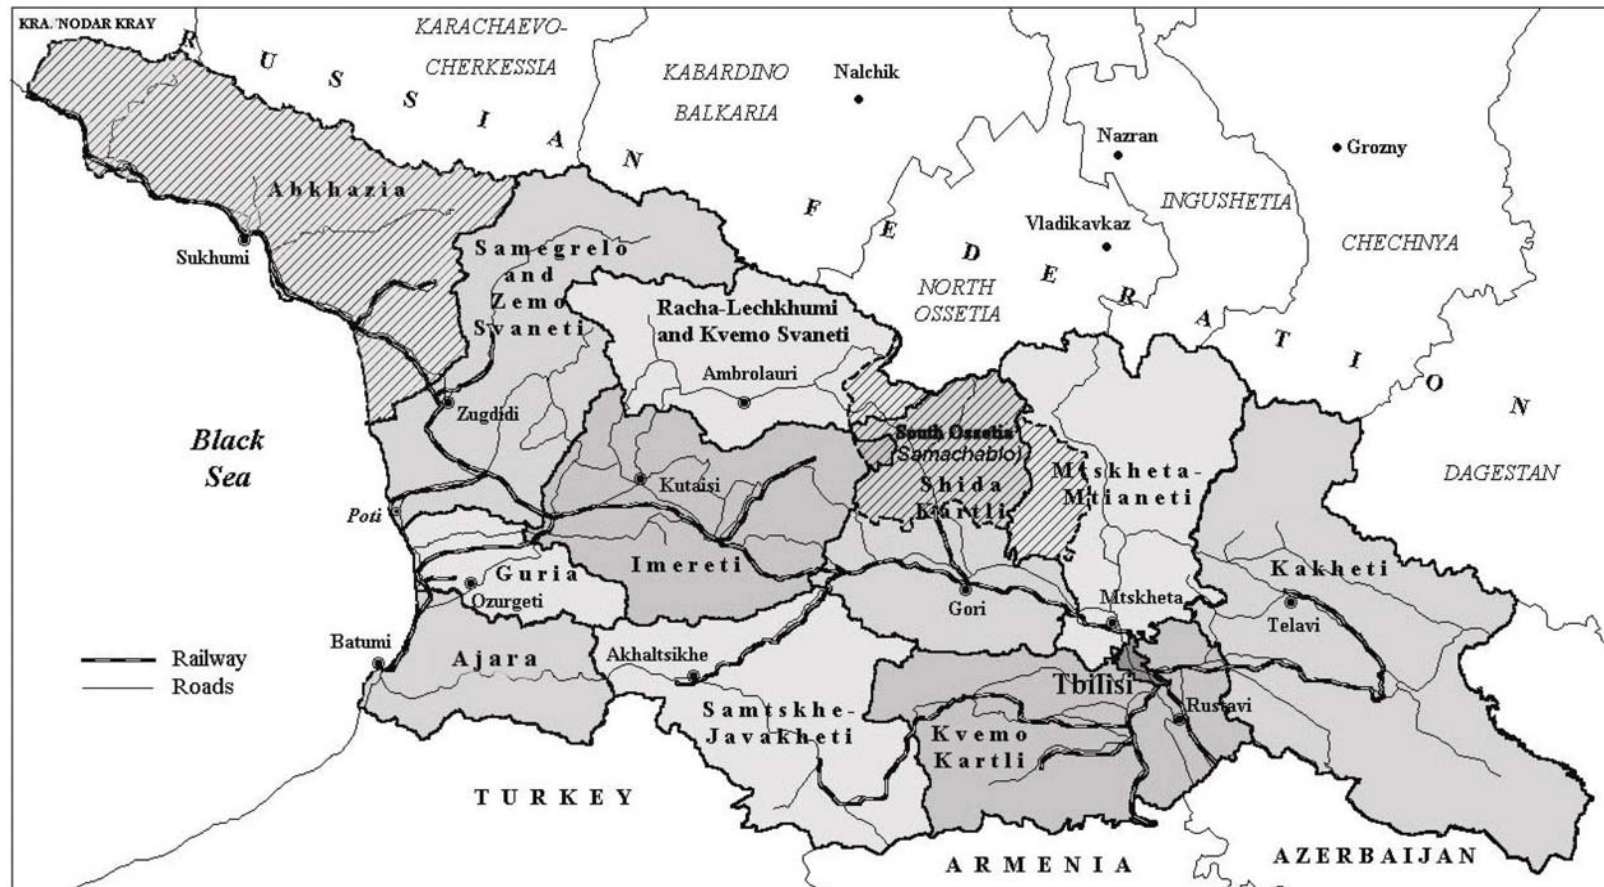 KRA. 'NODAR KRAY
RUSSIAN FEDERATION
KARACHAEVO-
CHERKESSIA
KABARDINO
BALKARIA
Nalchik
Nazran
Grozny
INGUSHETIA
Vladikavkaz
CHECHNYA
NORTH
OSSETIA
DAGESTAN
Abkhazia
Sukhumi
Samegrelo
and
Zemo
Svaneti
Racha-Lechkhumi
and Kvemo Svaneti
Ambrolauri
Zugdidi
Black
Sea
South Ossetia
(Samachablo)
Shida
Kartli
Mtskheta-
Mtianeti
Kutaisi
Poti
Imereti
Guria
Ozurgeti
Gori
Mtskheta
Kakheti
Telavi
Batumi
Ajara
Akhaltsikhe
Tbilisi
Rustavi
Samtskhe-
Javakheti
Kvemo
Kartli
Railway
Roads
TURKEY
ARMENIA
AZERBAIJAN